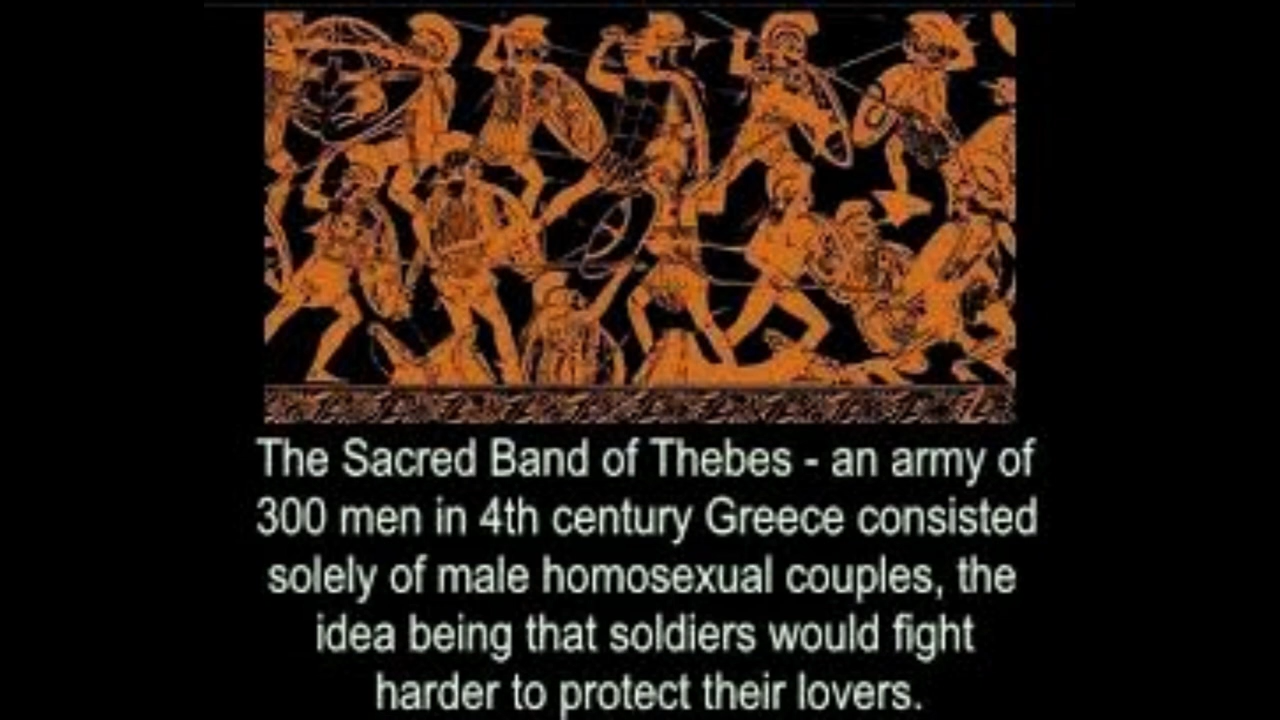 The Sacred Band of Thebes - an army of
300 men in 4th century Greece consisted
solely of male homosexual couples, the
idea being that soldiers would fight
harder to protect their lovers.